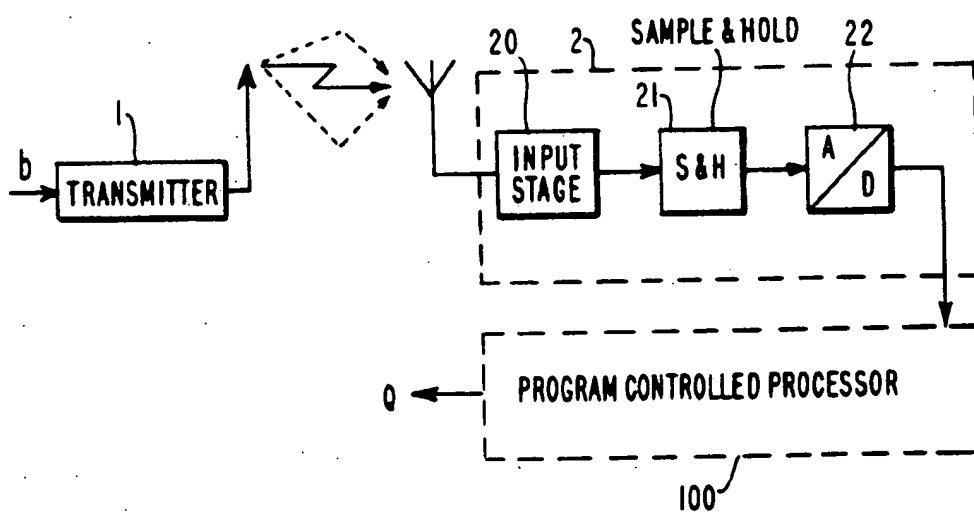 20
2
SAMPLE & HOLD
22
21
1
b
TRANSMITTER
INPUT
STAGE
S & H
A
D
Q
PROGRAM CONTROLLED PROCESSOR
100